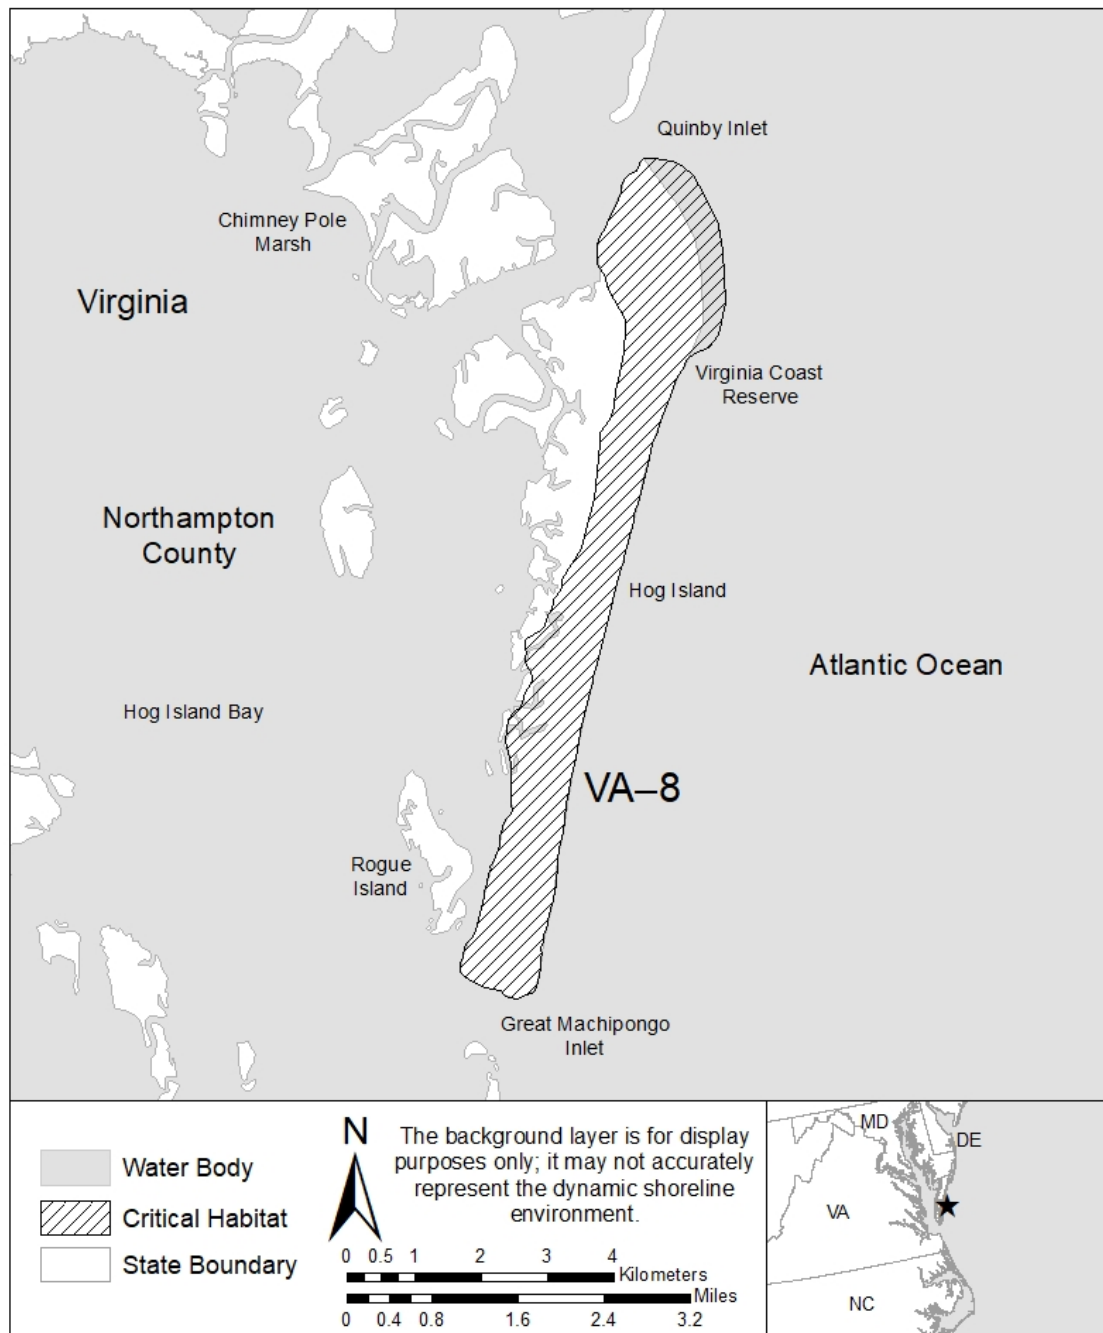 Quinby Inlet
Chimney Pole
Marsh
Virginia
Virginia Coast
Reserve
Northampton
County
Hog Island
Atlantic Ocean
Hog Island Bay
VA–8
Rogue
Island
Great Machipongo
Inlet
Water Body
Critical Habitat
State Boundary
N
The background layer is for display
purposes only; it may not accurately
represent the dynamic shoreline
environment.
0 0.5 1 2 3 4
Kilometers
Miles
0 0.4 0.8 1.6 2.4 3.2
MD
DE
VA
NC